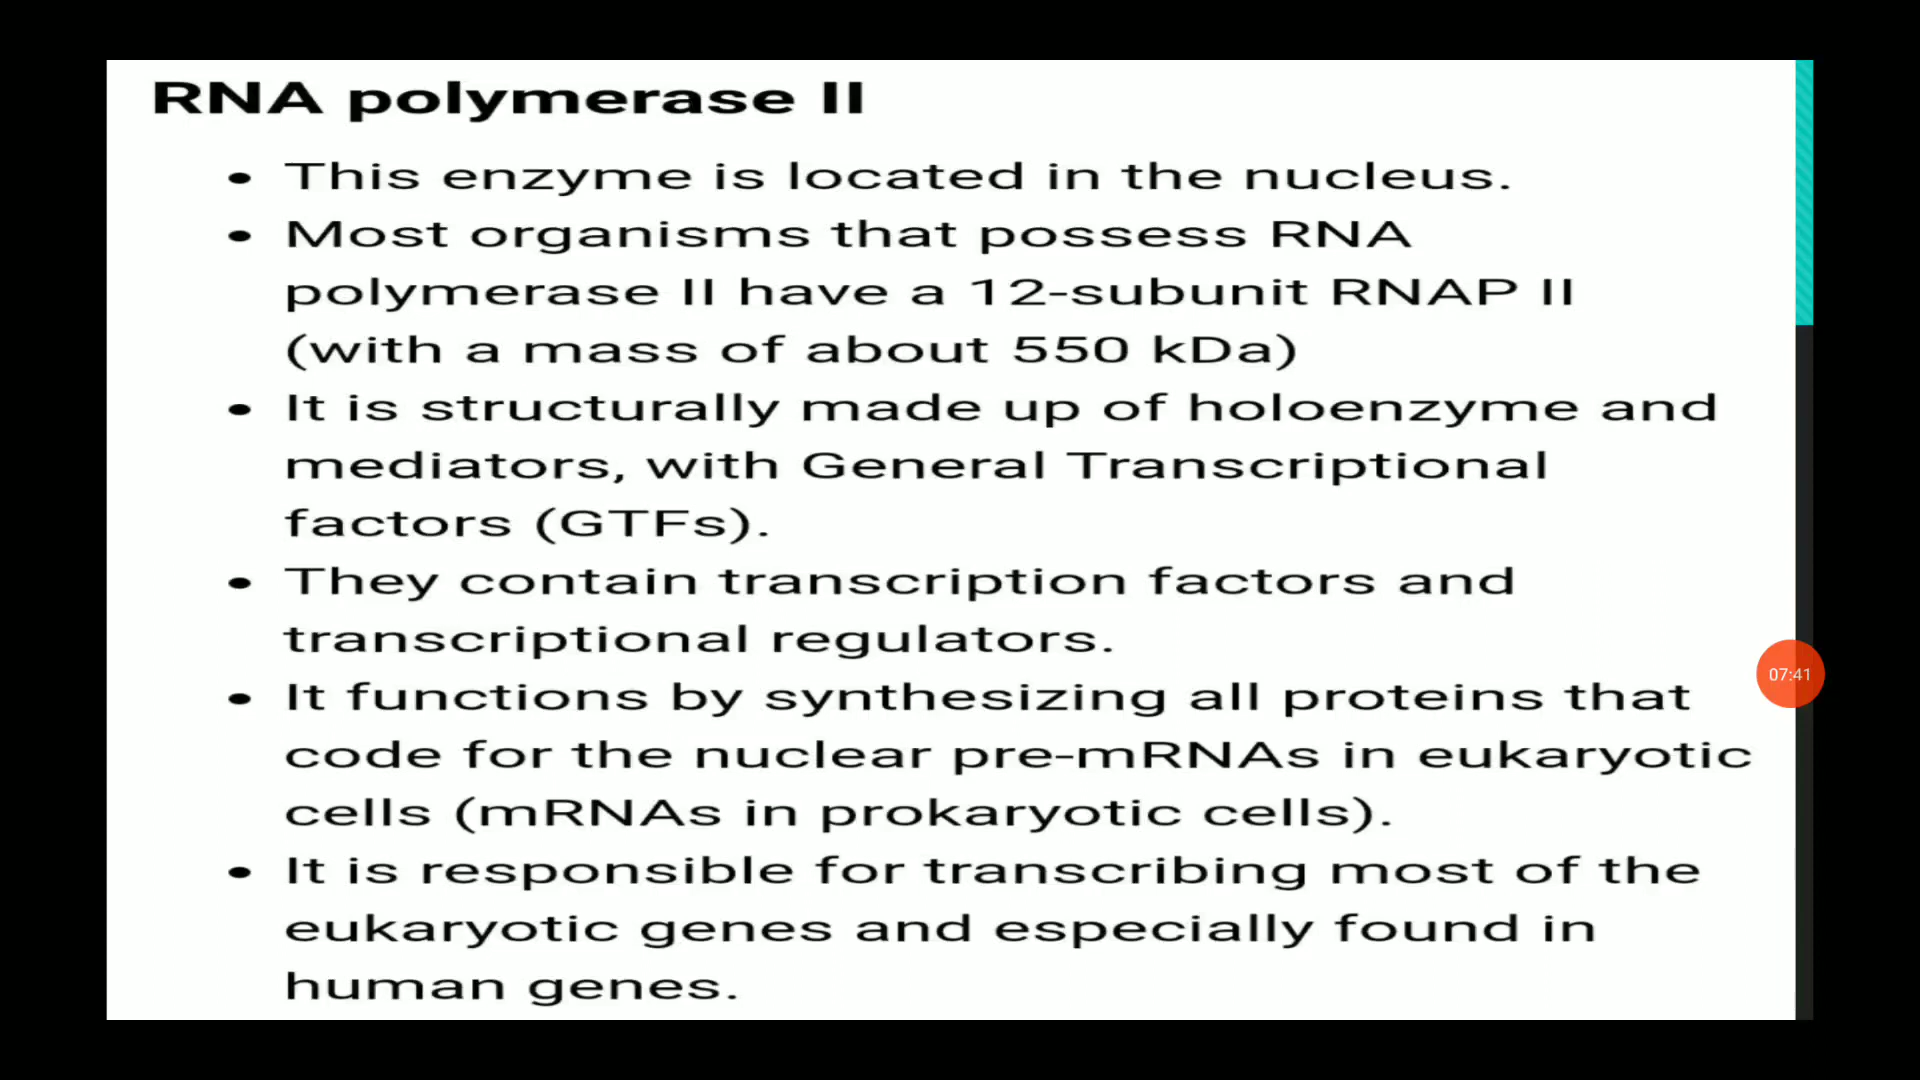 RNA polymerase II
• This enzyme is located in the nucleus.
• Most organisms that possess RNA
polymerase II have a 12-subunit RNAP II
(with a mass of about 550 kDa)
• It is structurally made up of holoenzyme and
mediators, with General Transcriptional
factors (GTFs).
• They contain transcription factors and
transcriptional regulators.
• It functions by synthesizing all proteins that
code for the nuclear pre-mRNAs in eukaryotic
cells (mRNAs in prokaryotic cells).
• It is responsible for transcribing most of the
eukaryotic genes and especially found in
human genes.
07:41